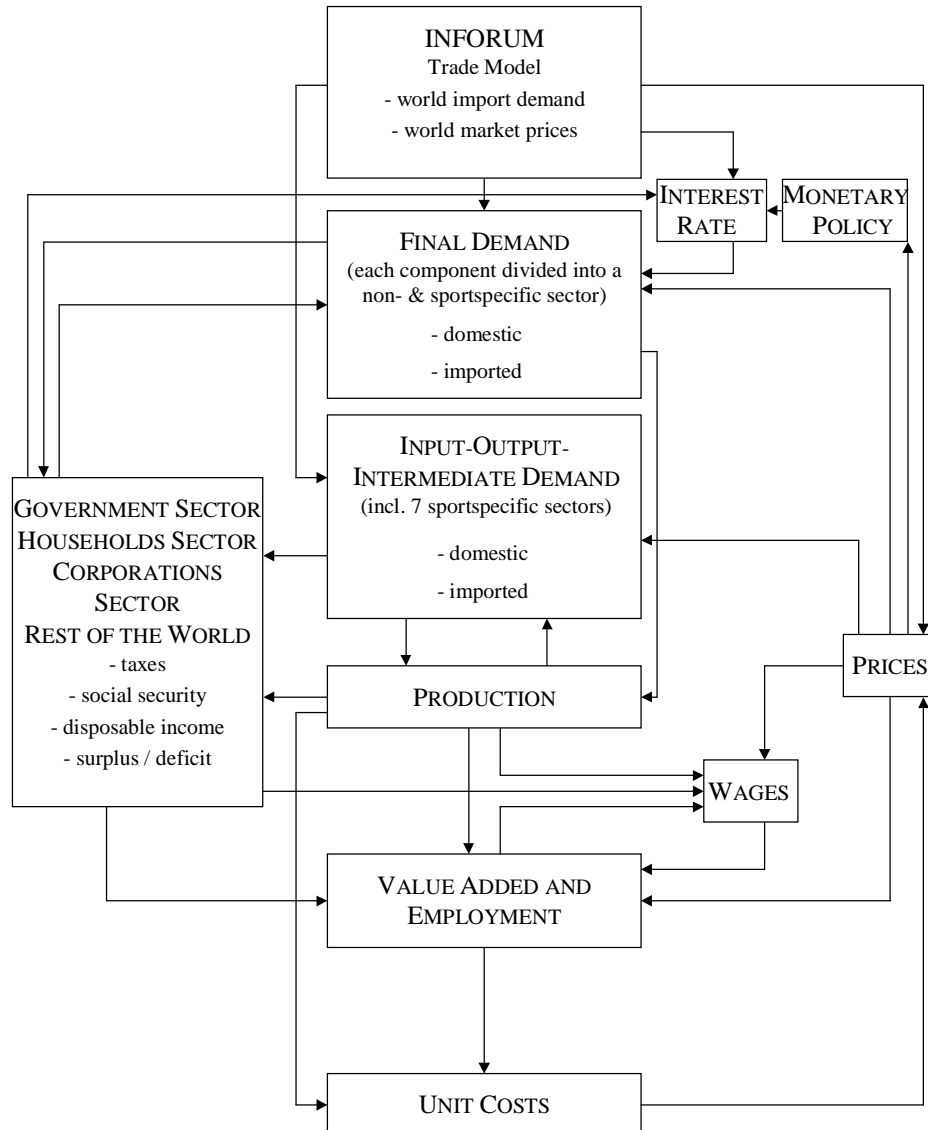 INFORUM
Trade Model
- world import demand
- world market prices
INTEREST
RATE
MONETARY
POLICY
FINAL DEMAND
(each component divided into a
non- & sportspecific sector)
- domestic
- imported
INPUT-OUTPUT-
INTERMEDIATE DEMAND
(incl. 7 sportspecific sectors)
- domestic
- imported
GOVERNMENT SECTOR
HOUSEHOLDS SECTOR
CORPORATIONS
SECTOR
REST OF THE WORLD
- taxes
- social security
- disposable income
- surplus / deficit
PRICES
PRODUCTION
WAGES
VALUE ADDED AND
EMPLOYMENT
UNIT COSTS